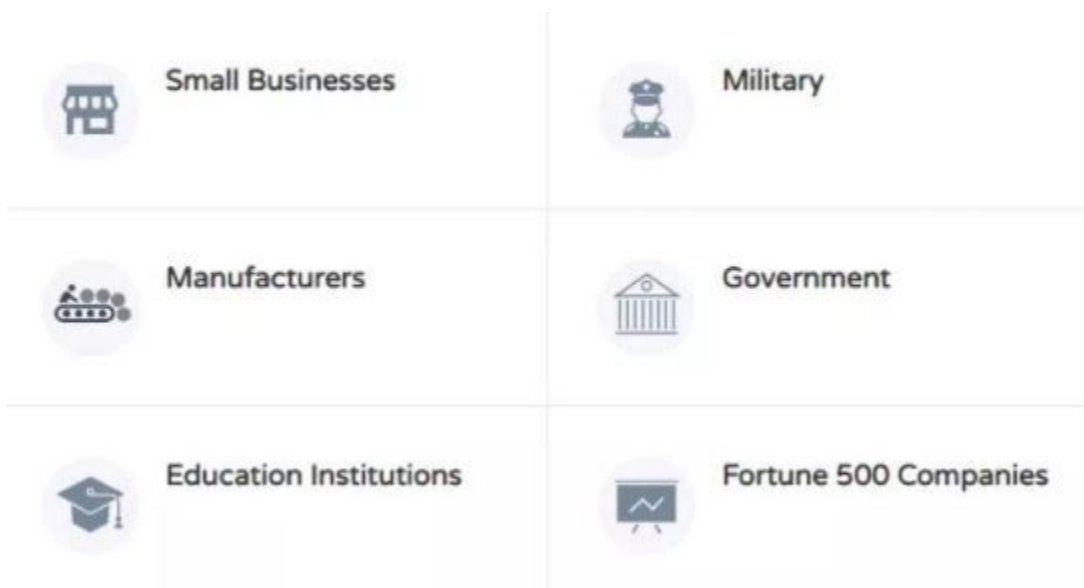 Small Businesses
Military
Manufacturers
Government
Education Institutions
Fortune 500 Companies